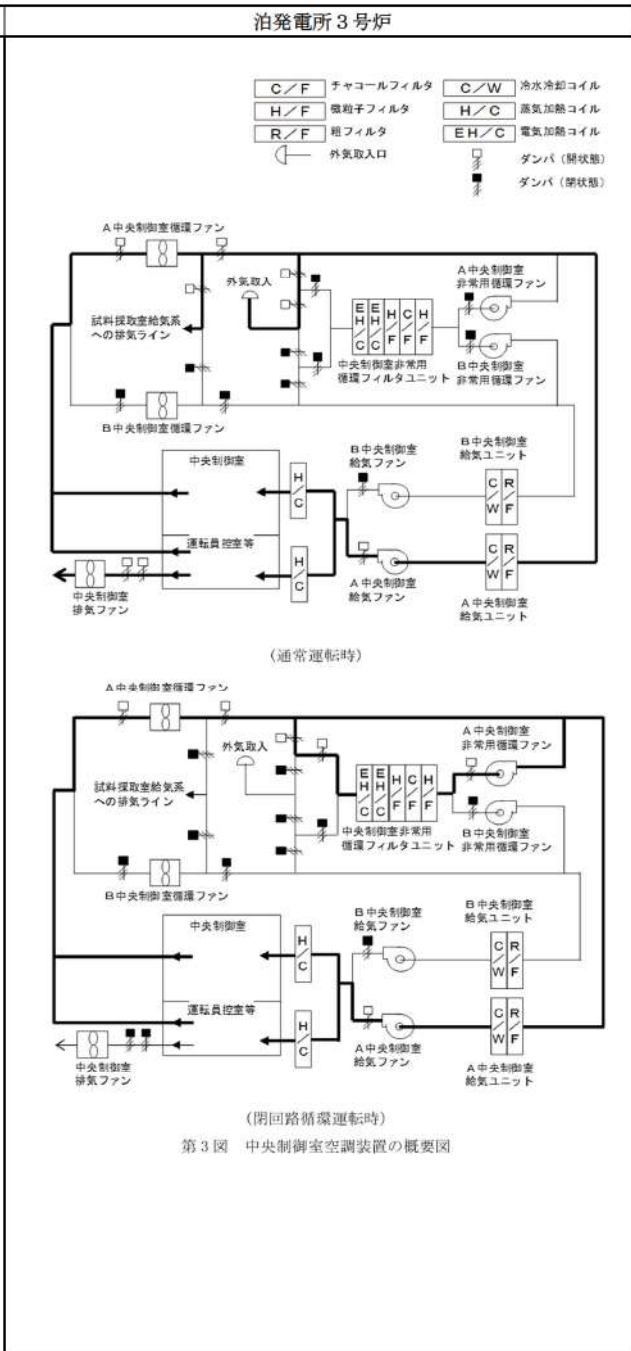 泊発電所3号炉
C/F チャコールフィルタ C/W 冷水冷却コイル
H/F 微粒子フィルタ H/C 蒸気加熱コイル
R/F 粗フィルタ EH/C 電気加熱コイル
外気取入口 ダンパ（開状態）
ダンパ（閉状態）
A中央制御室循環ファン
外気取入
A中央制御室
非常用循環ファン
試料採取室給気系
への排気ライン
EH/C EH/C H/F C/F H/F
中央制御室非常用
循環フィルタユニット
B中央制御室
非常用循環ファン
B中央制御室循環ファン
中央制御室
H/C
B中央制御室
給気ファン
B中央制御室
給気ユニット
C/W R/F
運転員控室等
H/C
C/W R/F
中央制御室
排気ファン
A中央制御室
給気ファン
A中央制御室
給気ユニット
(通常運転時)
A中央制御室循環ファン
外気取入
A中央制御室
非常用循環ファン
試料採取室給気系
への排気ライン
EH/C EH/C H/F C/F H/F
中央制御室非常用
循環フィルタユニット
B中央制御室
非常用循環ファン
B中央制御室循環ファン
中央制御室
H/C
B中央制御室
給気ファン
B中央制御室
給気ユニット
C/W R/F
運転員控室等
H/C
C/W R/F
中央制御室
排気ファン
A中央制御室
給気ファン
A中央制御室
給気ユニット
(閉回路循環運転時)
第3図 中央制御室空調装置の概要図